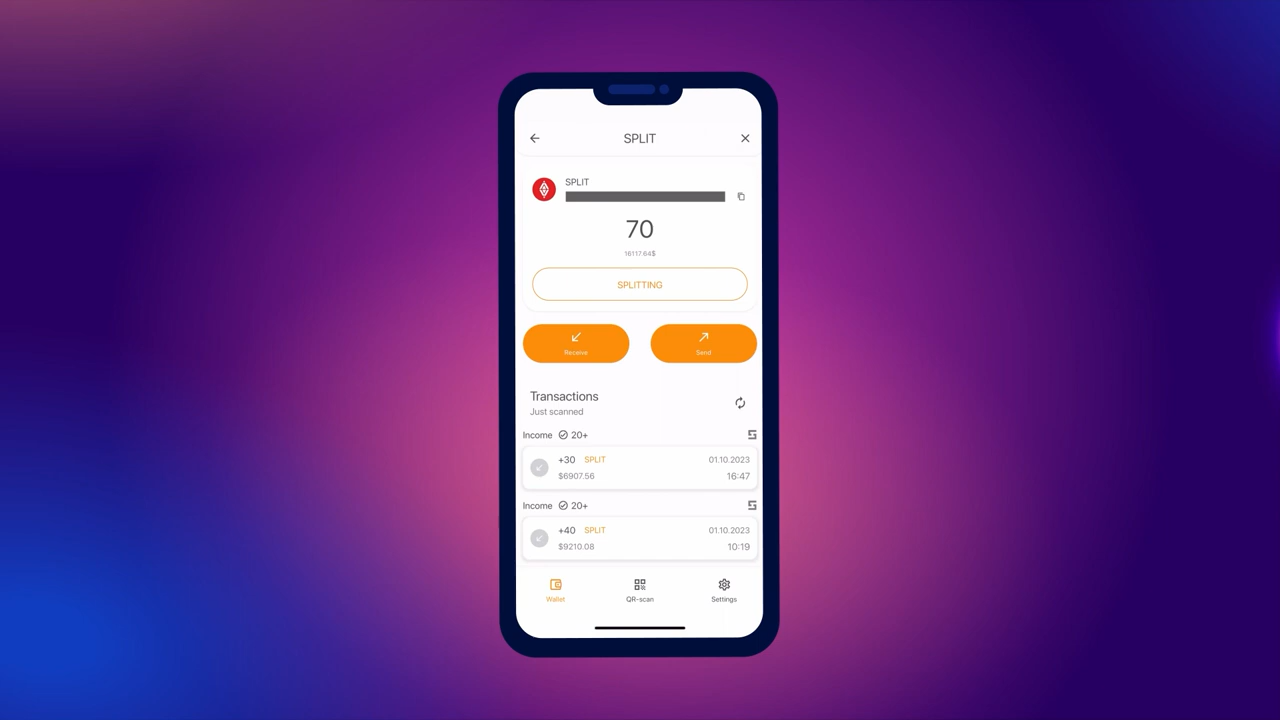 SPLIT
SPLIT
70
16117.64$
SPLITTING
Receive
Send
Transactions
Just scanned
Income 20+
+30 SPLIT 01.10.2023
$6907.56 16:47
Income 20+
+40 SPLIT 01.10.2023
$9210.08 10:19
Wallet QR-scan Settings